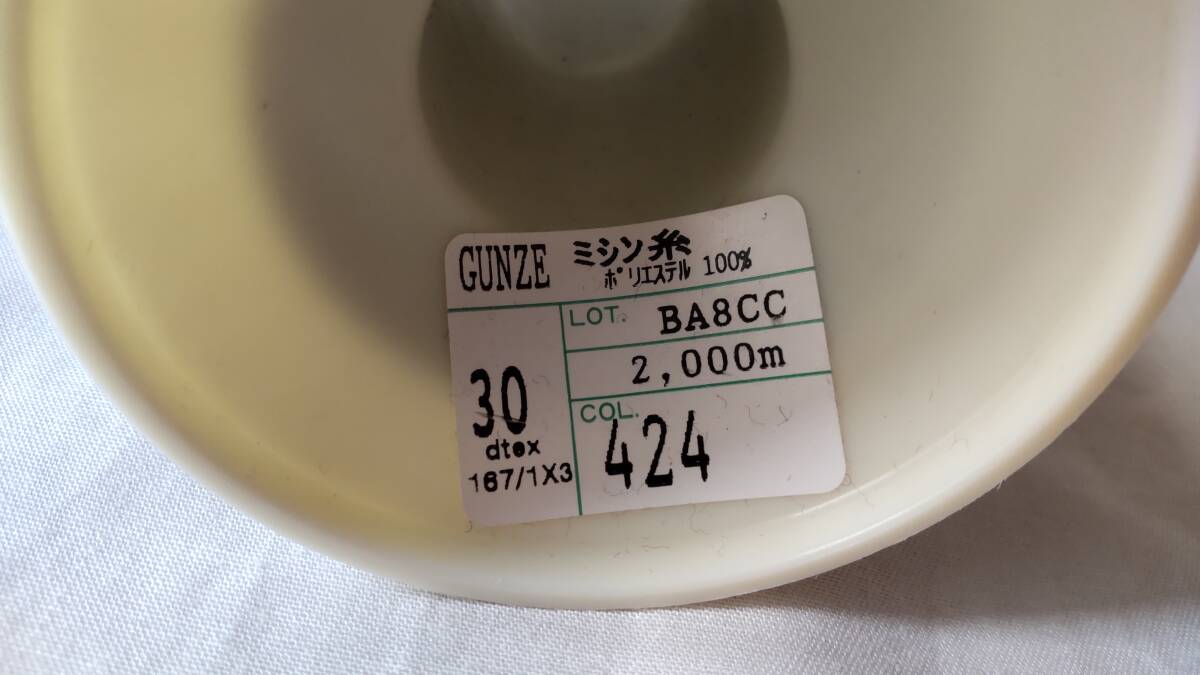 GUNZE ミシン糸
ポリエステル 100%
LOT. BA8CC
2,000m
30
dtex
167/1X3
COL.
424